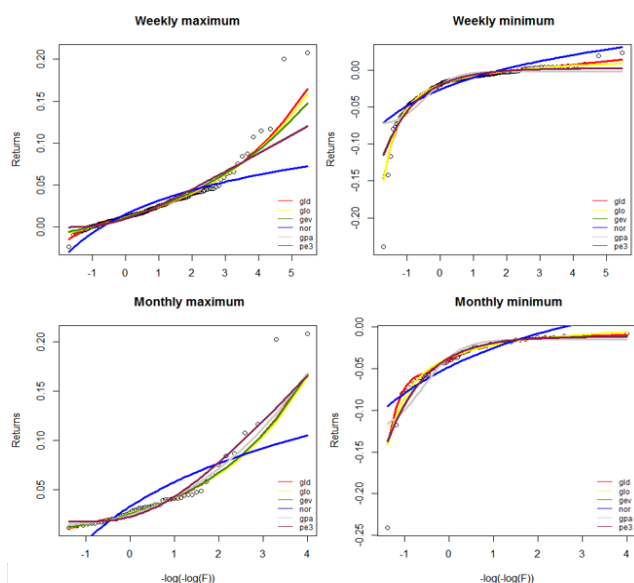 Weekly maximum
Returns
0.20
0.15
0.10
0.05
0.00
-1 0 1 2 3 4 5
gld
glo
gev
nor
gpa
pe3
Weekly minimum
Returns
0.00
-0.05
-0.10
-0.15
-0.20
-1 0 1 2 3 4 5
gld
glo
gev
nor
gpa
pe3
Monthly maximum
Returns
0.20
0.15
0.10
0.05
-1 0 1 2 3 4
-log(-log(F))
gld
glo
gev
nor
gpa
pe3
Monthly minimum
Returns
0.00
-0.05
-0.10
-0.15
-0.20
-0.25
-1 0 1 2 3 4
-log(-log(F))
gld
glo
gev
nor
gpa
pe3